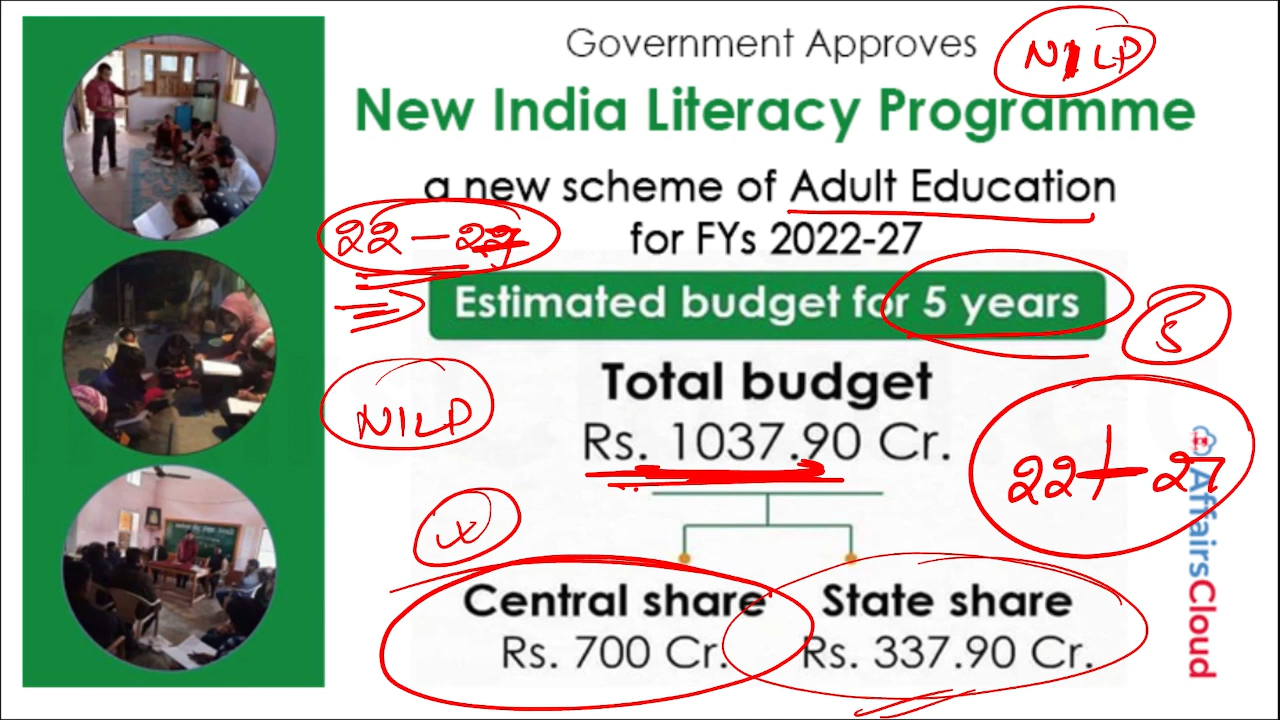 Government Approves
NILP
New India Literacy Programme
a new scheme of Adult Education
22-27
for FYs 2022-27
Estimated budget for 5 years
5
Total budget
NILP
Rs. 1037.90 Cr.
22-27
Central share
State share
Rs. 700 Cr.
Rs. 337.90 Cr.
AffairsCloud